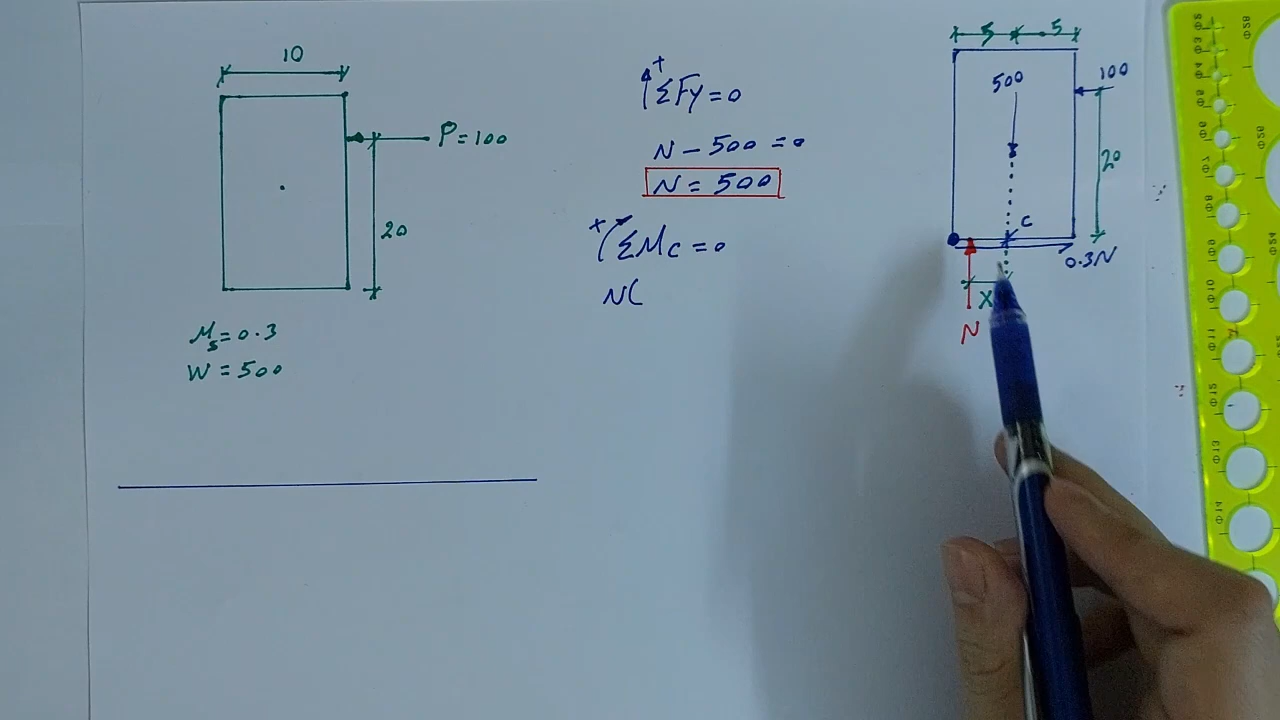 10
P=100
20
μs=0.3
W=500
+
ΣFy=0
N-500=0
N=500
+
ΣMc=0
N(
5 5
500
100
20
C
0.3N
X
N